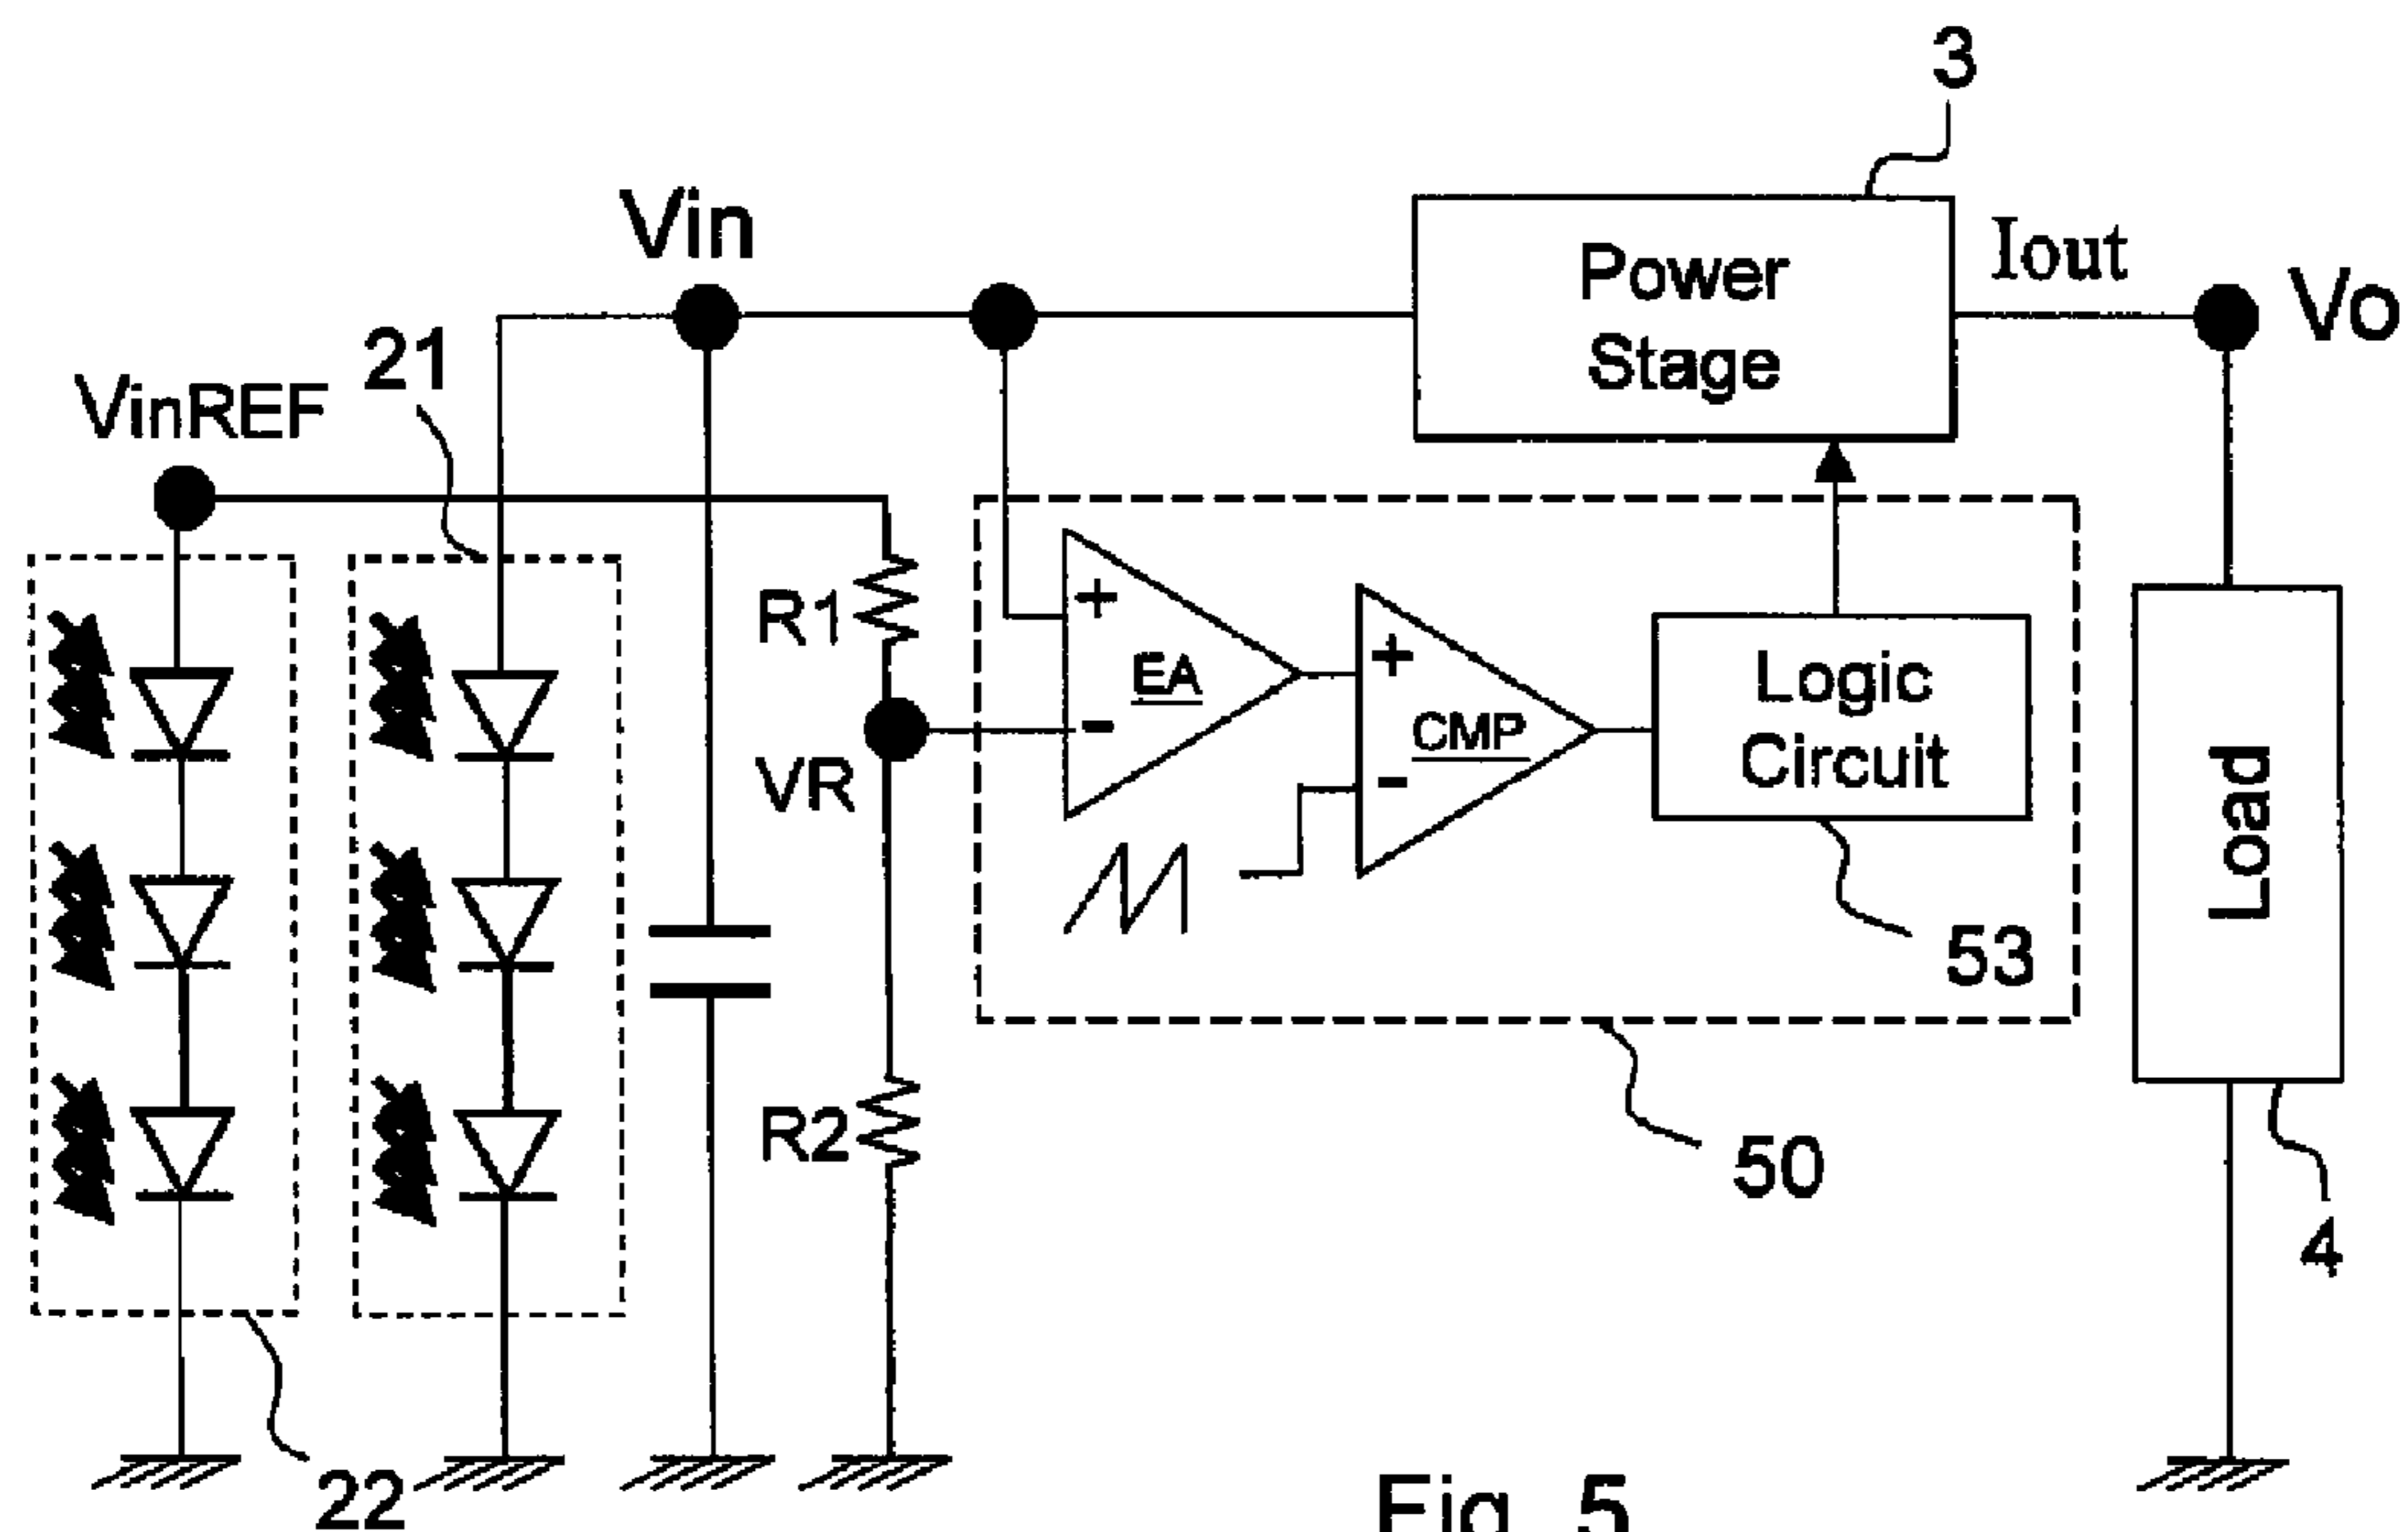 3
Vin
Power
Stage
Iout
Vo
21
VinREF
R1
+
EA
-
VR
+
CMP
-
Logic
Circuit
53
Load
R2
50
4
22
Fig. 5